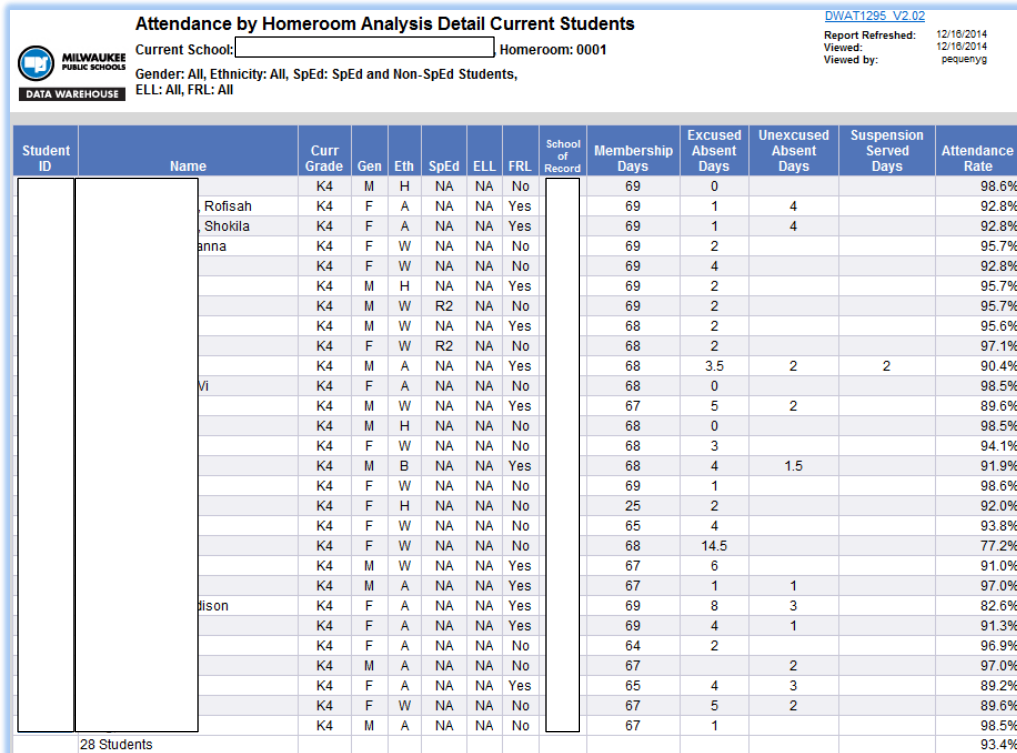 Attendance by Homeroom Analysis Detail Current Students
DWAT1295_V2.02
Current School: , Homeroom: 0001
Report Refreshed: 12/16/2014
Viewed: 12/16/2014
Viewed by: pequenyg
MILWAUKEE
PUBLIC SCHOOLS
DATA WAREHOUSE
Gender: All, Ethnicity: All, SpEd: SpEd and Non-SpEd Students,
ELL: All, FRL: All
Student ID Name Curr Grade Gen Eth SpEd ELL FRL School of Record Membership Days Excused Absent Days Unexcused Absent Days Suspension Served Days Attendance Rate
K4 M H NA NA No 69 0 98.6%
, Rofisah K4 F A NA NA Yes 69 1 4 92.8%
, Shokila K4 F A NA NA Yes 69 1 4 92.8%
anna K4 F W NA NA No 69 2 95.7%
K4 F W NA NA No 69 4 92.8%
K4 M H NA NA Yes 69 2 95.7%
K4 M W R2 NA No 69 2 95.7%
K4 M W NA NA Yes 68 2 95.6%
K4 F W R2 NA No 68 2 97.1%
K4 M A NA NA Yes 68 3.5 2 2 90.4%
Vi K4 F A NA NA No 68 0 98.5%
K4 M W NA NA Yes 67 5 2 89.6%
K4 M H NA NA No 68 0 98.5%
K4 F W NA NA No 68 3 94.1%
K4 M B NA NA Yes 68 4 1.5 91.9%
K4 F W NA NA No 69 1 98.6%
K4 F H NA NA No 25 2 92.0%
K4 F W NA NA No 65 4 93.8%
K4 F W NA NA No 68 14.5 77.2%
K4 M W NA NA Yes 67 6 91.0%
K4 M A NA NA Yes 67 1 1 97.0%
dison K4 F A NA NA Yes 69 8 3 82.6%
K4 F A NA NA Yes 69 4 1 91.3%
K4 F A NA NA No 64 2 96.9%
K4 M A NA NA No 67 2 97.0%
K4 F A NA NA Yes 65 4 3 89.2%
K4 F W NA NA No 67 5 2 89.6%
K4 M A NA NA No 67 1 98.5%
28 Students 93.4%